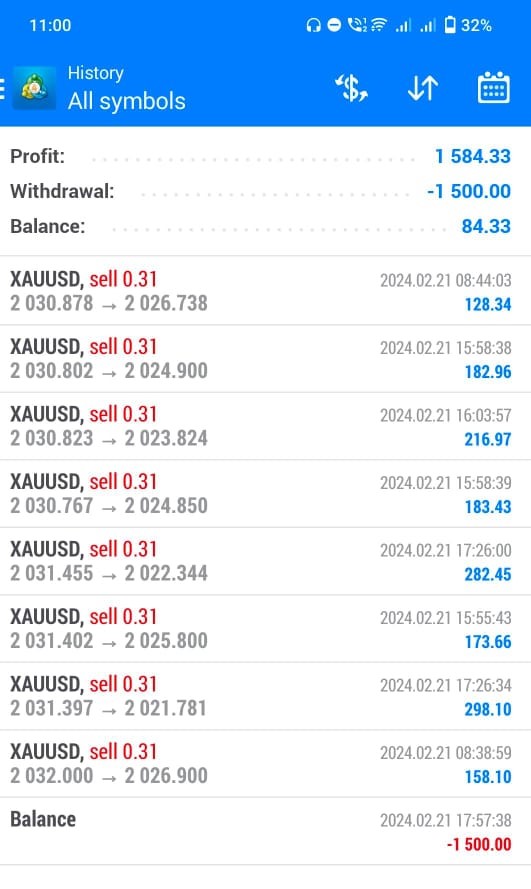 11:00 32%
History
All symbols
Profit: 1 584.33
Withdrawal: -1 500.00
Balance: 84.33
XAUUSD, sell 0.31 2024.02.21 08:44:03
2 030.878 → 2 026.738 128.34
XAUUSD, sell 0.31 2024.02.21 15:58:38
2 030.802 → 2 024.900 182.96
XAUUSD, sell 0.31 2024.02.21 16:03:57
2 030.823 → 2 023.824 216.97
XAUUSD, sell 0.31 2024.02.21 15:58:39
2 030.767 → 2 024.850 183.43
XAUUSD, sell 0.31 2024.02.21 17:26:00
2 031.455 → 2 022.344 282.45
XAUUSD, sell 0.31 2024.02.21 15:55:43
2 031.402 → 2 025.800 173.66
XAUUSD, sell 0.31 2024.02.21 17:26:34
2 031.397 → 2 021.781 298.10
XAUUSD, sell 0.31 2024.02.21 08:38:59
2 032.000 → 2 026.900 158.10
Balance 2024.02.21 17:57:38
-1 500.00